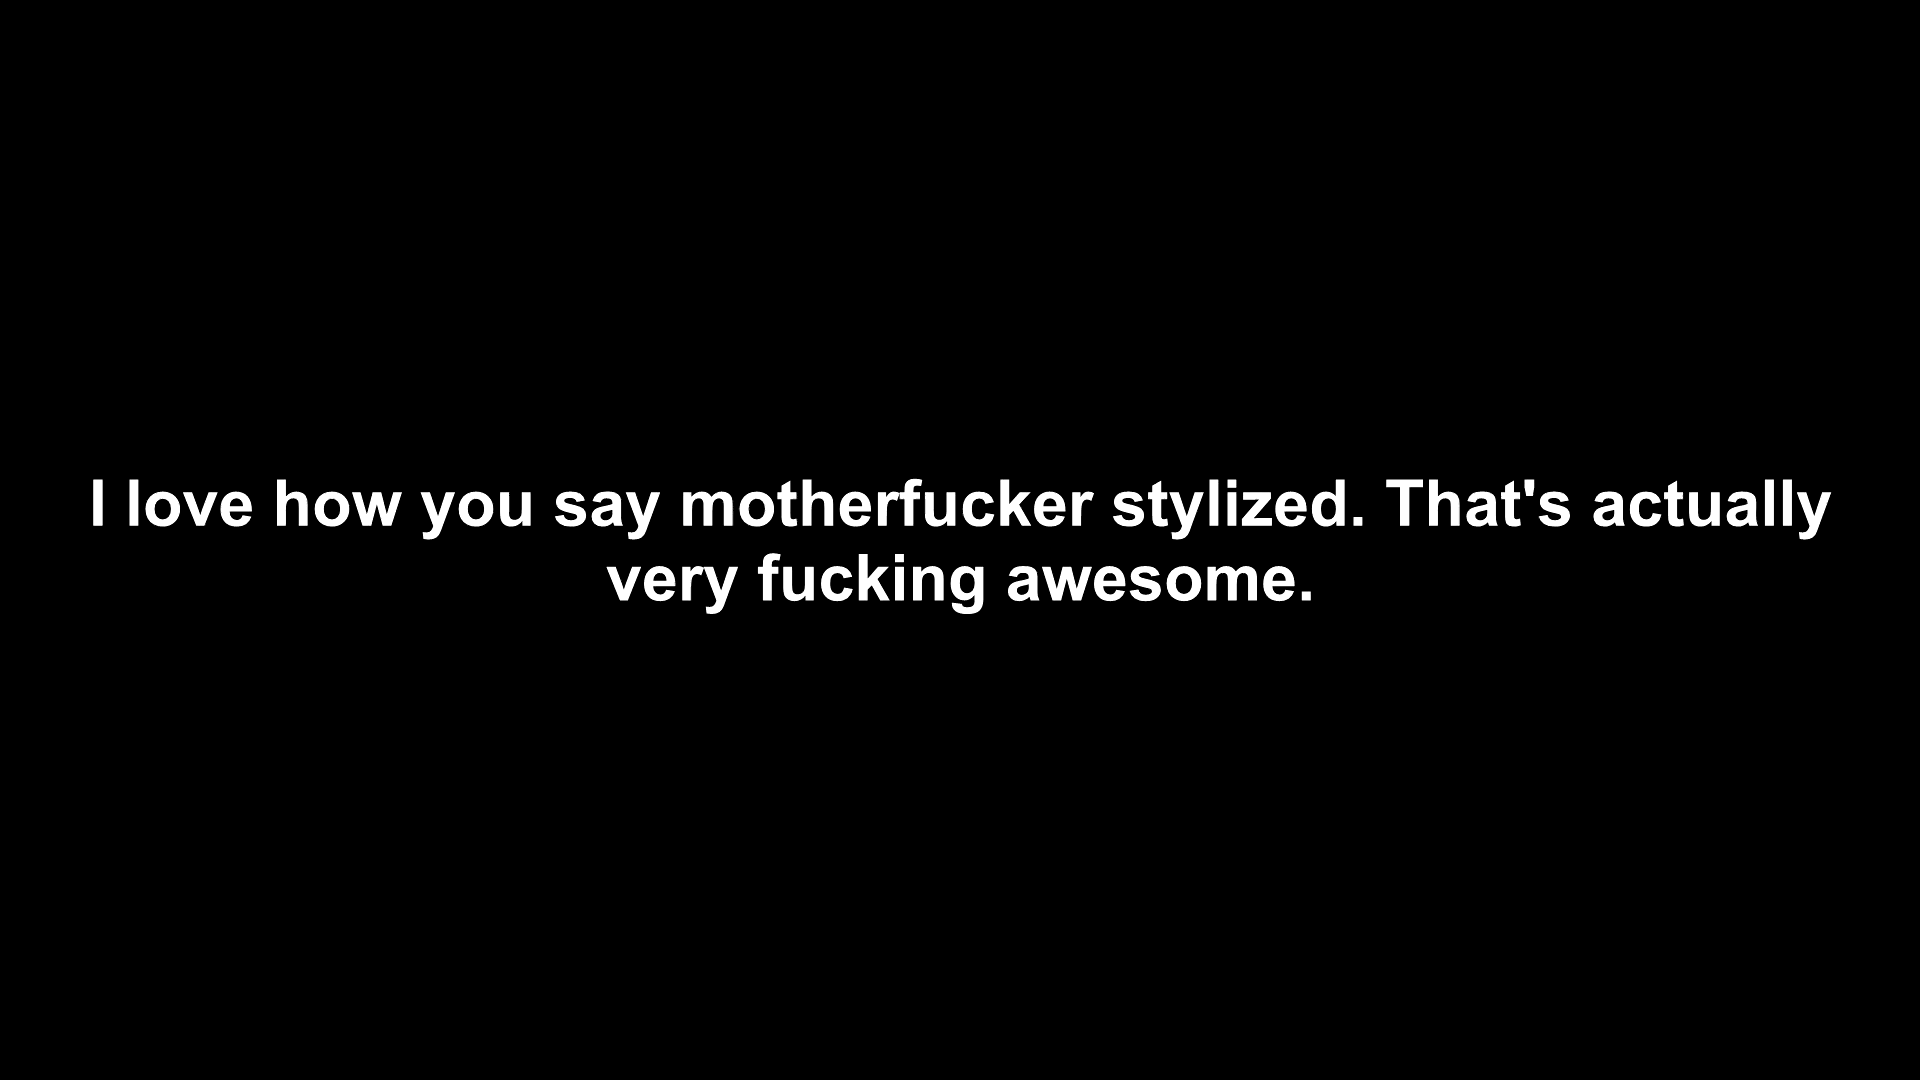 I love how you say motherfucker stylized. That's actually
very fucking awesome.